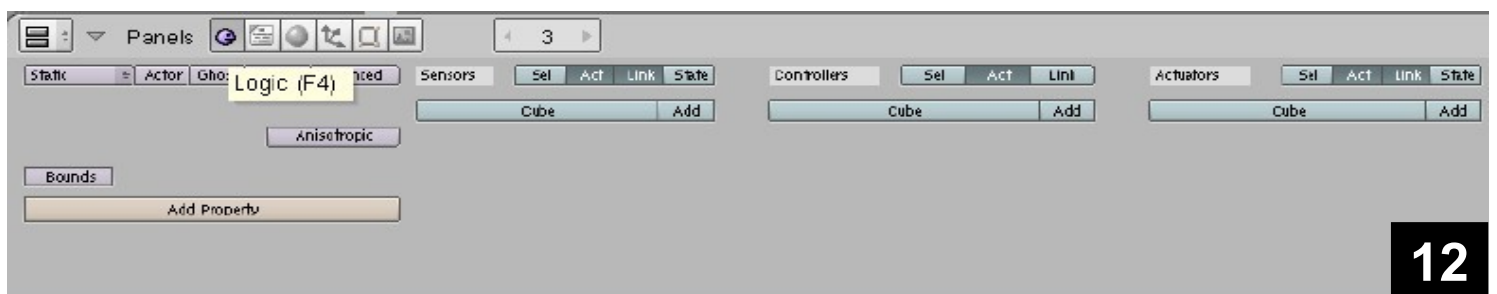 Panels 3
Static Actor Sensors Sel Act Link State Controllers Sel Act Link Actuators Sel Act Link State
Logic (F4)
Cube Add Cube Add Cube Add
Anisotropic
Bounds
Add Property
12